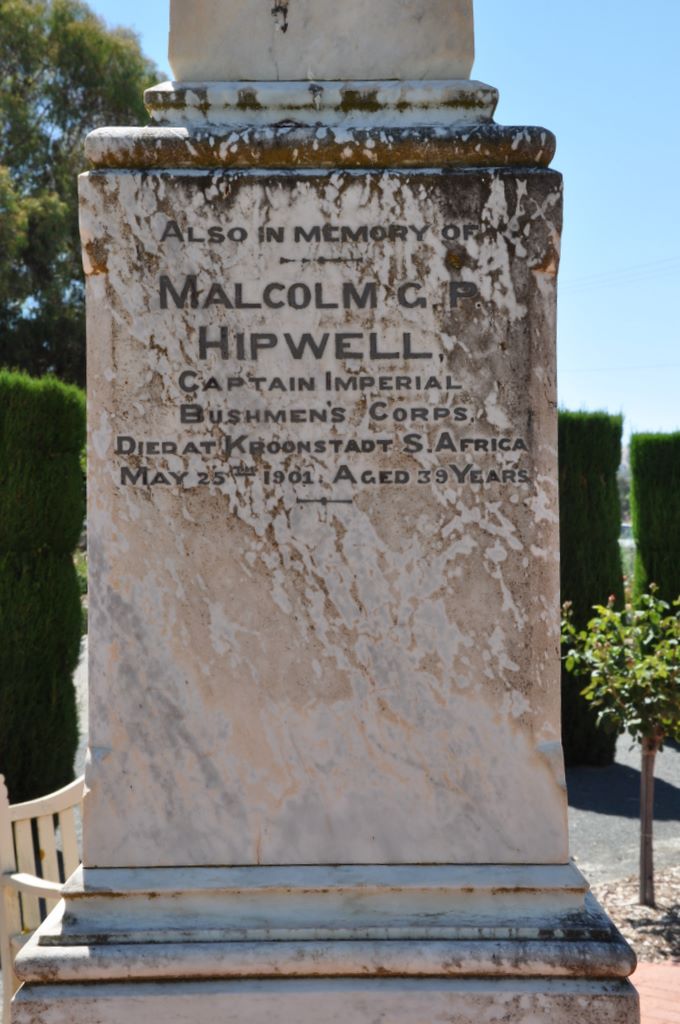 ALSO IN MEMORY OF
MALCOLM G. P.
HIPWELL,
CAPTAIN IMPERIAL
BUSHMEN'S CORPS.
DIED AT KROONSTADT S. AFRICA
MAY 25TH 1901. AGED 39 YEARS